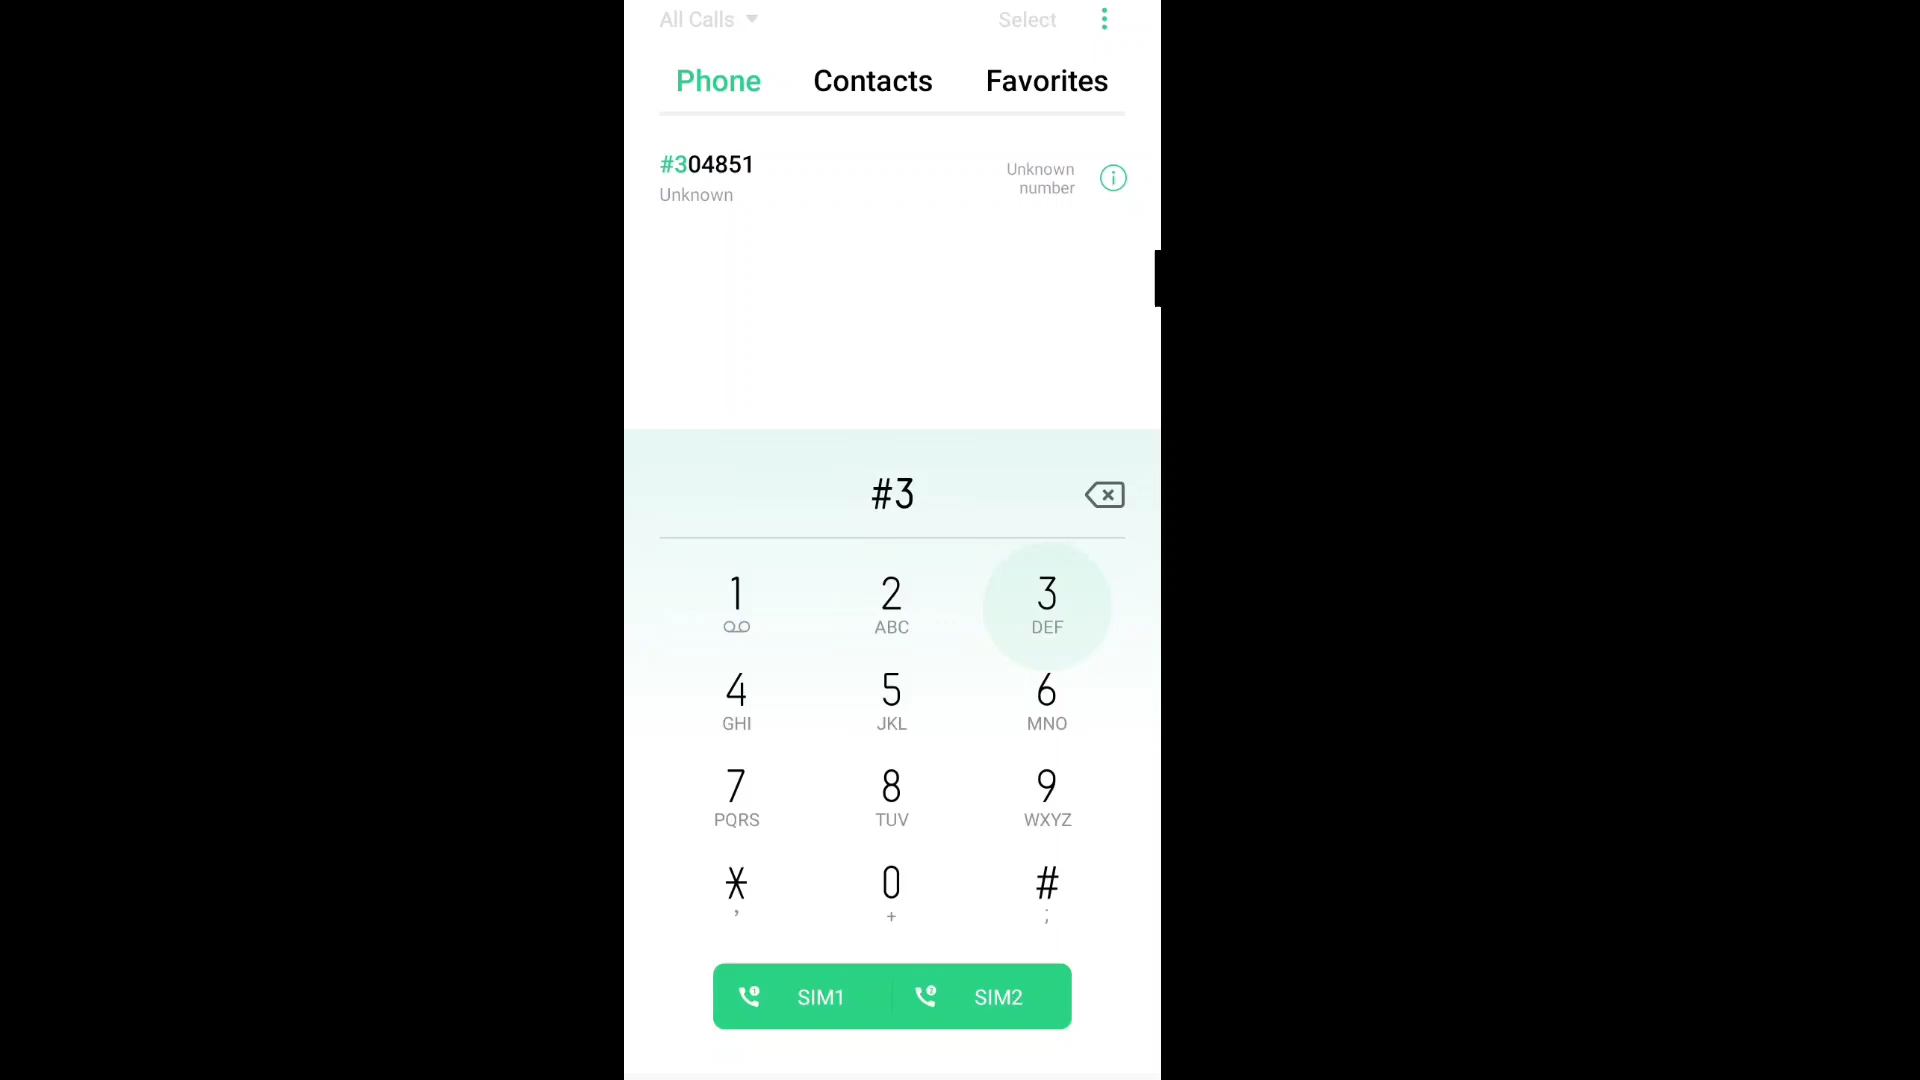 All Calls Select
Phone Contacts Favorites
#304851
Unknown
Unknown
number
#3
1 2 3
ABC DEF
4 5 6
GHI JKL MNO
7 8 9
PQRS TUV WXYZ
* 0 #
, + ;
SIM1 SIM2